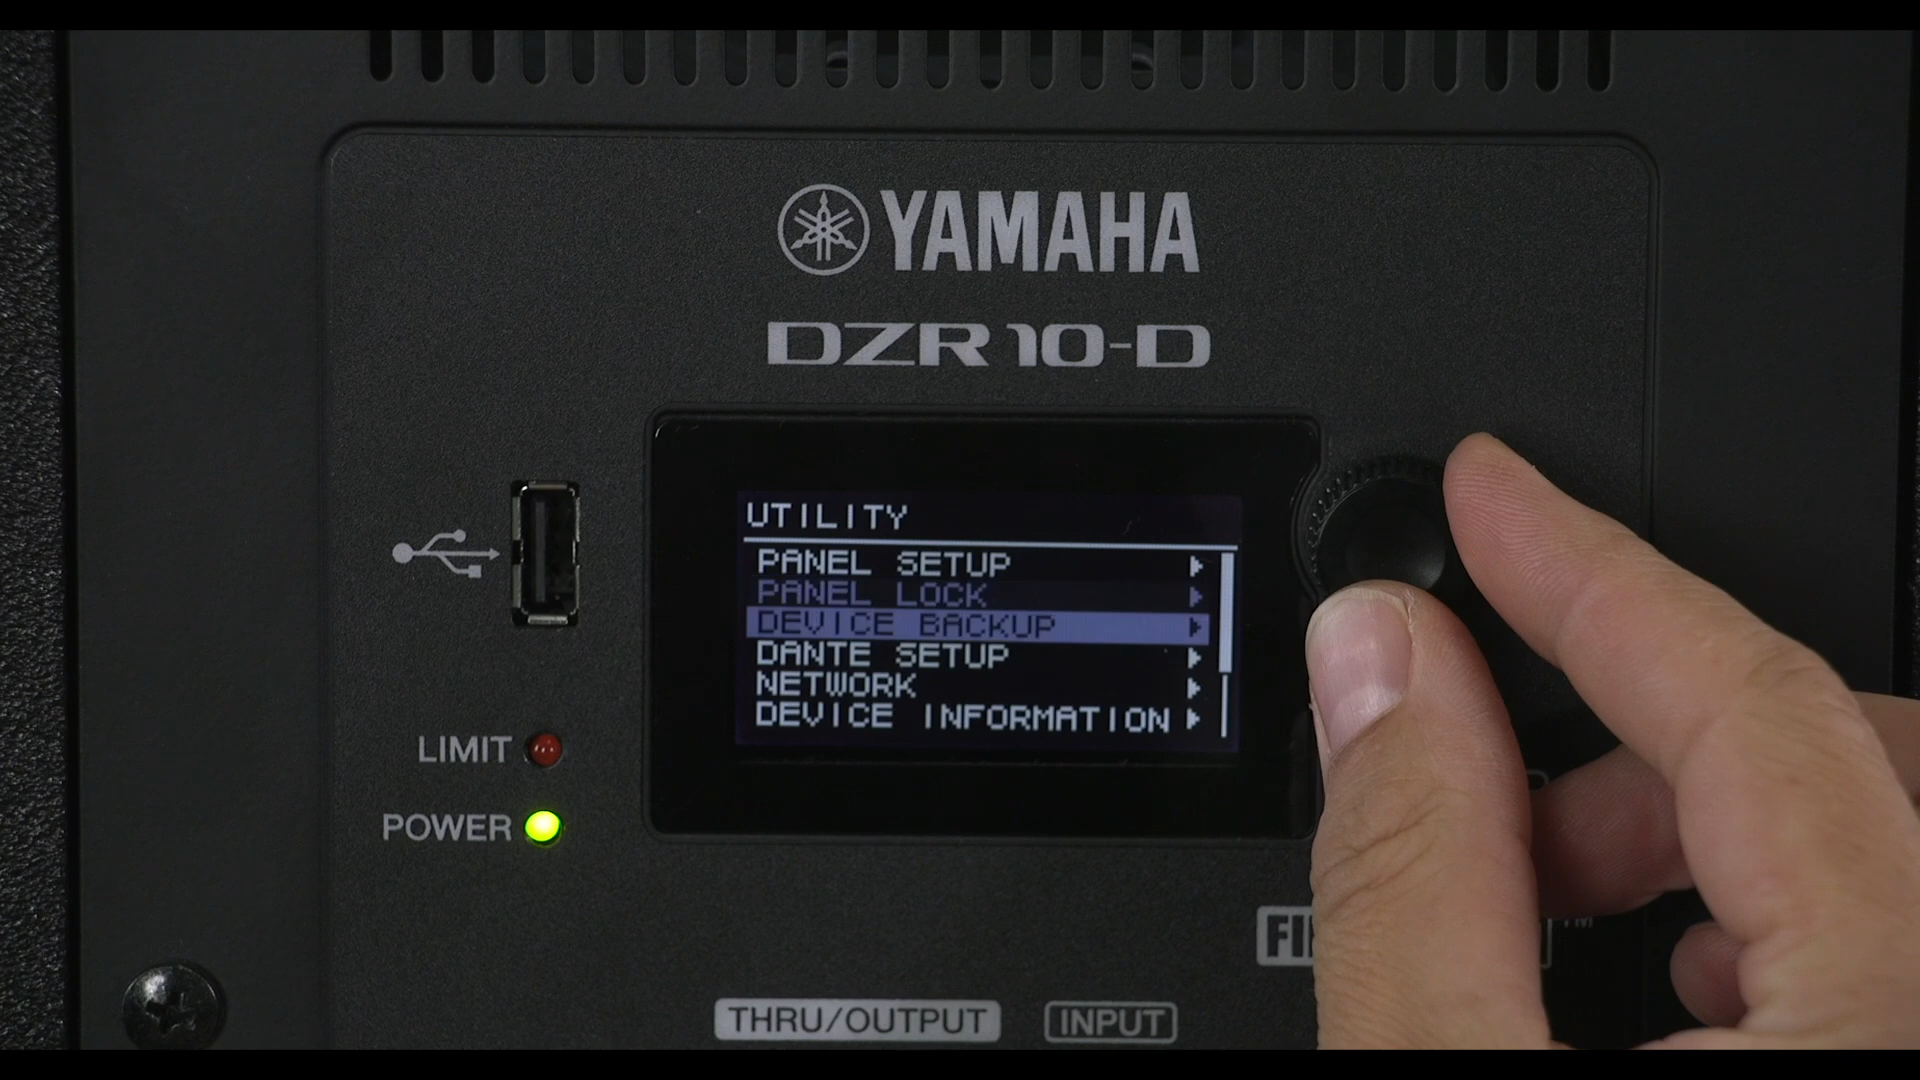 YAMAHA
DZR10-D
UTILITY
PANEL SETUP
PANEL LOCK
DEVICE BACKUP
DANTE SETUP
NETWORK
DEVICE INFORMATION
LIMIT
POWER
TM
THRU/OUTPUT
INPUT